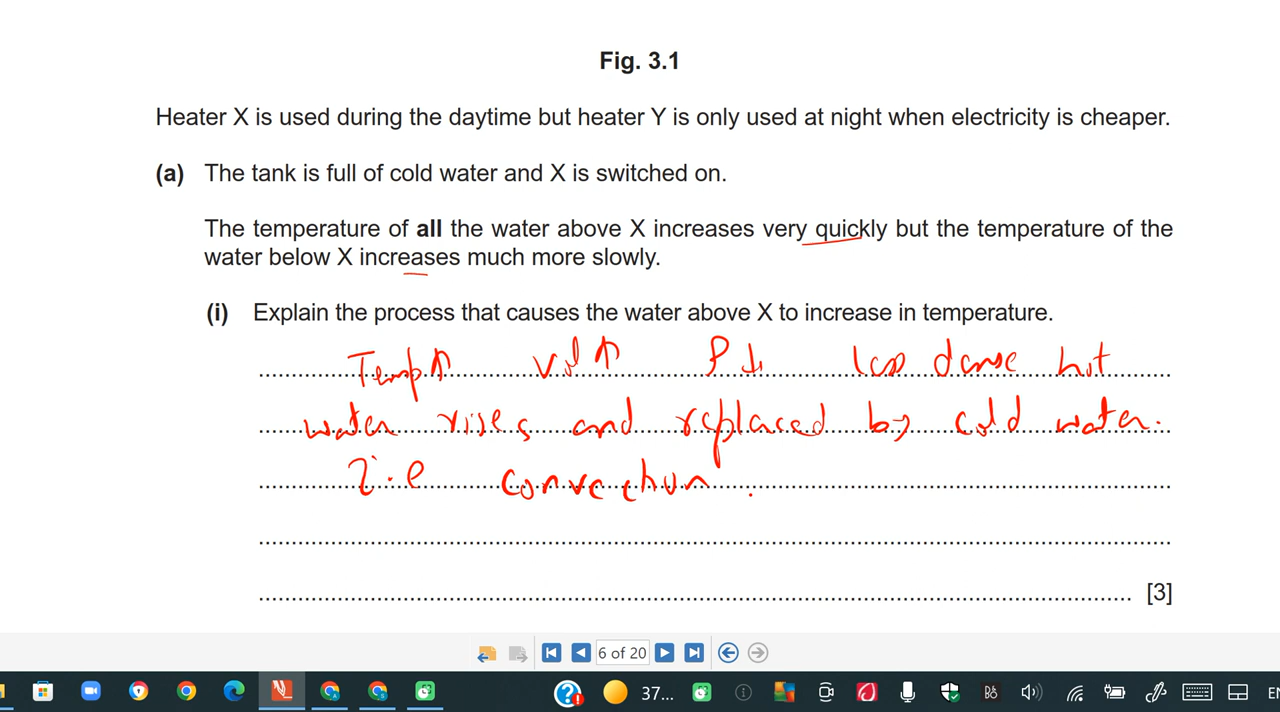 Fig. 3.1
Heater X is used during the daytime but heater Y is only used at night when electricity is cheaper.
(a) The tank is full of cold water and X is switched on.
The temperature of all the water above X increases very quickly but the temperature of the
water below X increases much more slowly.
(i) Explain the process that causes the water above X to increase in temperature.
Temp↑ Vol↑ ρ↓ less dense hot
water rises and replaced by cold water.
i.e convection.
[3]
6 of 20
37...
EN